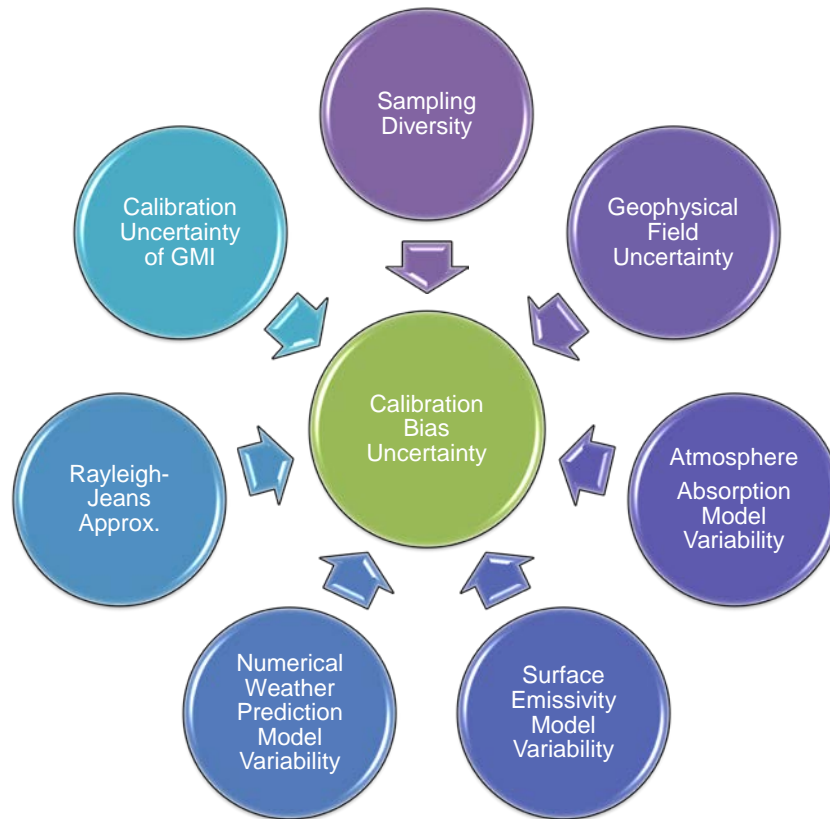 Sampling
Diversity
Geophysical
Field
Uncertainty
Atmosphere
Absorption
Model
Variability
Surface
Emissivity
Model
Variability
Numerical
Weather
Prediction
Model
Variability
Rayleigh-
Jeans
Approx.
Calibration
Uncertainty
of GMI
Calibration
Bias
Uncertainty